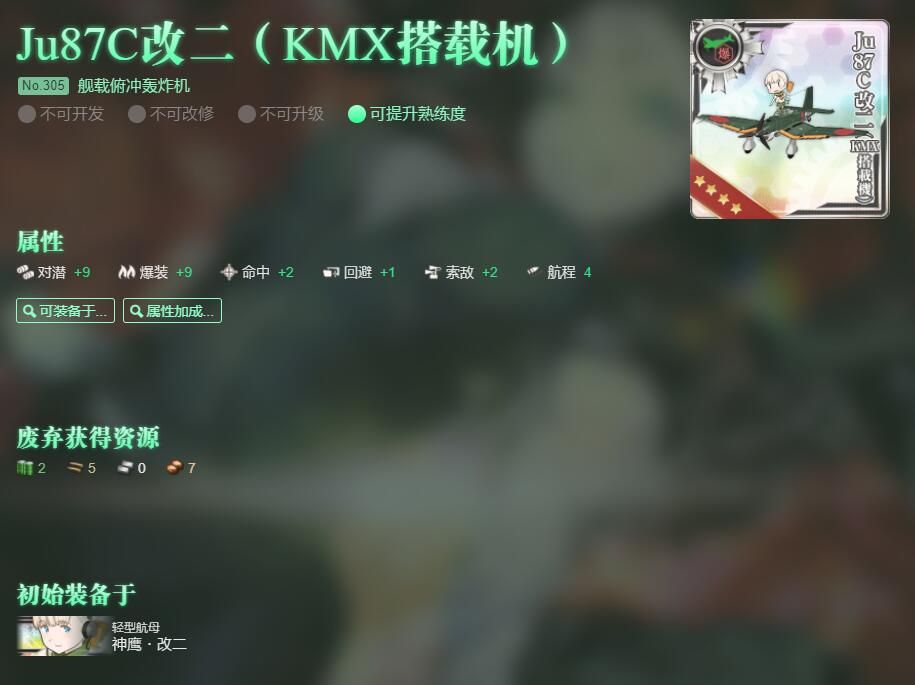 Ju87C改二（KMX搭载机）
No.305 舰载俯冲轰炸机
不可开发 不可改修 不可升级 可提升熟练度
爆
Ju87C改二(KMX搭載機)
属性
对潜 +9 爆装 +9 命中 +2 回避 +1 索敌 +2 航程 4
可装备于... 属性加成...
废弃获得资源
2 5 0 7
初始装备于
轻型航母
神鹰·改二